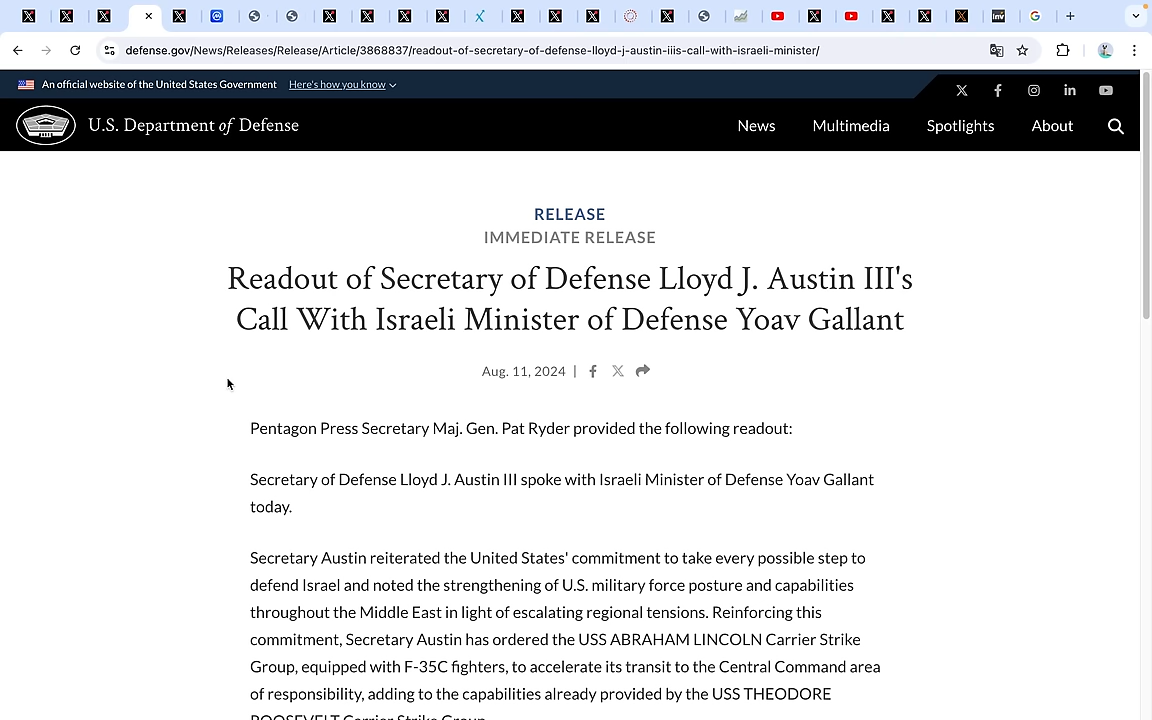 defense.gov/News/Releases/Release/Article/3868837/readout-of-secretary-of-defense-lloyd-j-austin-iiis-call-with-israeli-minister/
An official website of the United States Government Here's how you know
U.S. Department of Defense
News Multimedia Spotlights About
RELEASE
IMMEDIATE RELEASE
Readout of Secretary of Defense Lloyd J. Austin III's
Call With Israeli Minister of Defense Yoav Gallant
Aug. 11, 2024 |
Pentagon Press Secretary Maj. Gen. Pat Ryder provided the following readout:
Secretary of Defense Lloyd J. Austin III spoke with Israeli Minister of Defense Yoav Gallant
today.
Secretary Austin reiterated the United States' commitment to take every possible step to
defend Israel and noted the strengthening of U.S. military force posture and capabilities
throughout the Middle East in light of escalating regional tensions. Reinforcing this
commitment, Secretary Austin has ordered the USS ABRAHAM LINCOLN Carrier Strike
Group, equipped with F-35C fighters, to accelerate its transit to the Central Command area
of responsibility, adding to the capabilities already provided by the USS THEODORE
ROOSEVELT Carrier Strike Group.